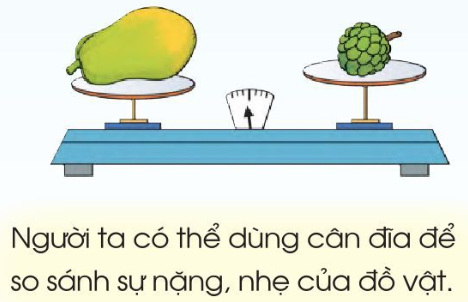 Người ta có thể dùng cân đĩa để
so sánh sự nặng, nhẹ của đồ vật.